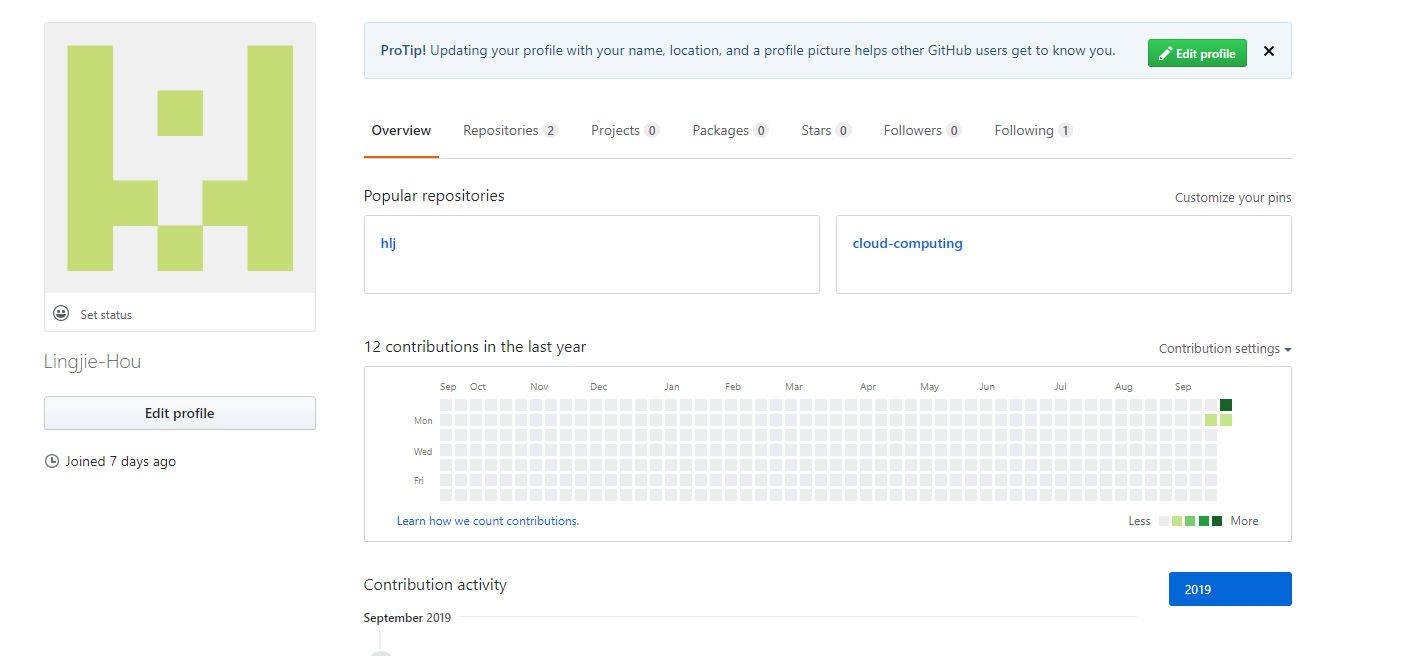 ProTip! Updating your profile with your name, location, and a profile picture helps other GitHub users get to know you. Edit profile
Overview Repositories 2 Projects 0 Packages 0 Stars 0 Followers 0 Following 1
Popular repositories Customize your pins
hlj cloud-computing
Set status
Lingjie-Hou
Edit profile
Joined 7 days ago
12 contributions in the last year Contribution settings
Sep Oct Nov Dec Jan Feb Mar Apr May Jun Jul Aug Sep
Mon
Wed
Fri
Learn how we count contributions. Less More
Contribution activity 2019
September 2019